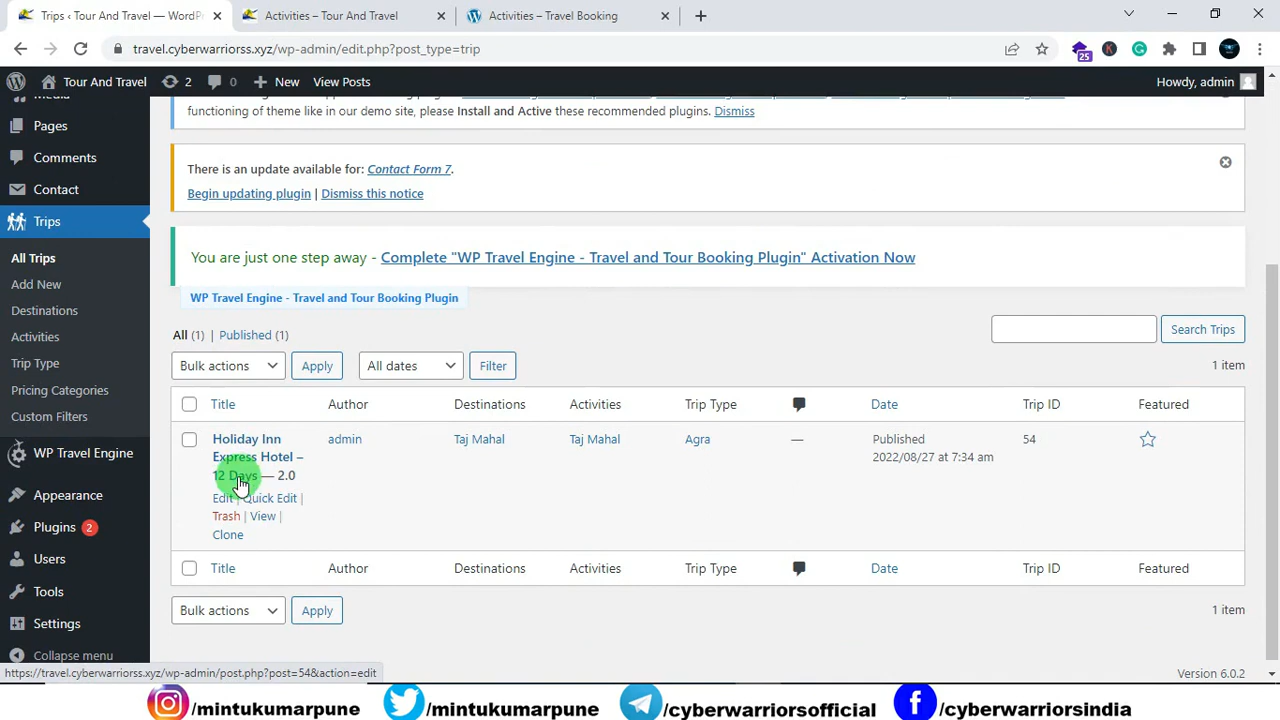 Trips ‹ Tour And Travel — WordPr
Activities – Tour And Travel
Activities – Travel Booking
travel.cyberwarriorss.xyz/wp-admin/edit.php?post_type=trip
25
Tour And Travel
2
0
New
View Posts
Howdy, admin
Pages
Comments
Contact
Trips
All Trips
Add New
Destinations
Activities
Trip Type
Pricing Categories
Custom Filters
WP Travel Engine
Appearance
Plugins 2
Users
Tools
Settings
Collapse menu
functioning of theme like in our demo site, please Install and Active these recommended plugins. Dismiss
There is an update available for: Contact Form 7.
Begin updating plugin | Dismiss this notice
You are just one step away - Complete "WP Travel Engine - Travel and Tour Booking Plugin" Activation Now
WP Travel Engine - Travel and Tour Booking Plugin
All (1) | Published (1)
Search Trips
Bulk actions
Apply
All dates
Filter
1 item
Title
Author
Destinations
Activities
Trip Type
Date
Trip ID
Featured
Holiday Inn
Express Hotel –
12 Days — 2.0
Edit | Quick Edit |
Trash | View |
Clone
admin
Taj Mahal
Taj Mahal
Agra
—
Published
2022/08/27 at 7:34 am
54
Title
Author
Destinations
Activities
Trip Type
Date
Trip ID
Featured
Bulk actions
Apply
1 item
https://travel.cyberwarriorss.xyz/wp-admin/post.php?post=54&action=edit
Version 6.0.2
/mintukumarpune
/mintukumarpune
/cyberwarriorsofficial
/cyberwarriorsindia